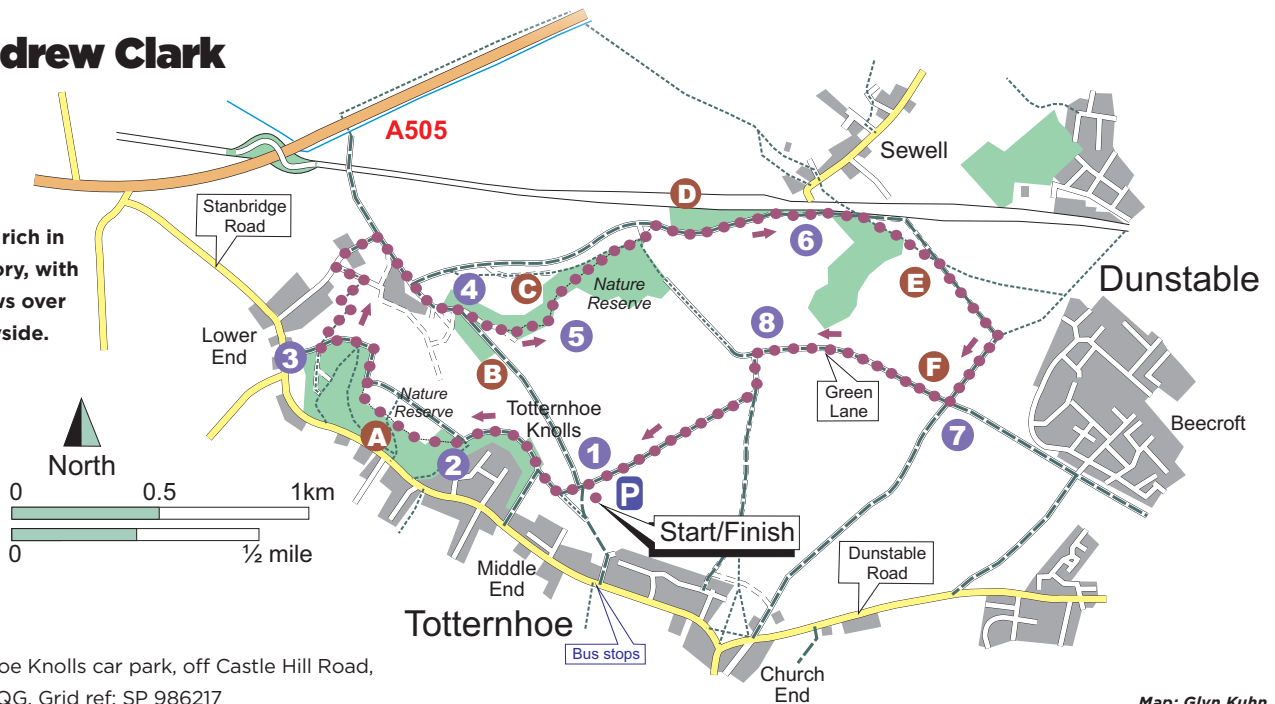 drew Clark
A505
Sewell
D
Stanbridge
Road
rich in
ory, with
ws over
yside.
6
E
Dunstable
4
C
Nature
Reserve
5
8
Lower
End
3
B
F
Green
Lane
Nature
Reserve
Totternhoe
Knolls
A
7
Beecroft
North
2
1
P
0 0.5 1km
0 ½ mile
Start/Finish
Middle
End
Dunstable
Road
Totternhoe
Bus stops
Church
End
oe Knolls car park, off Castle Hill Road,
QG. Grid ref: SP 986217
Map: Glyn Kuhn